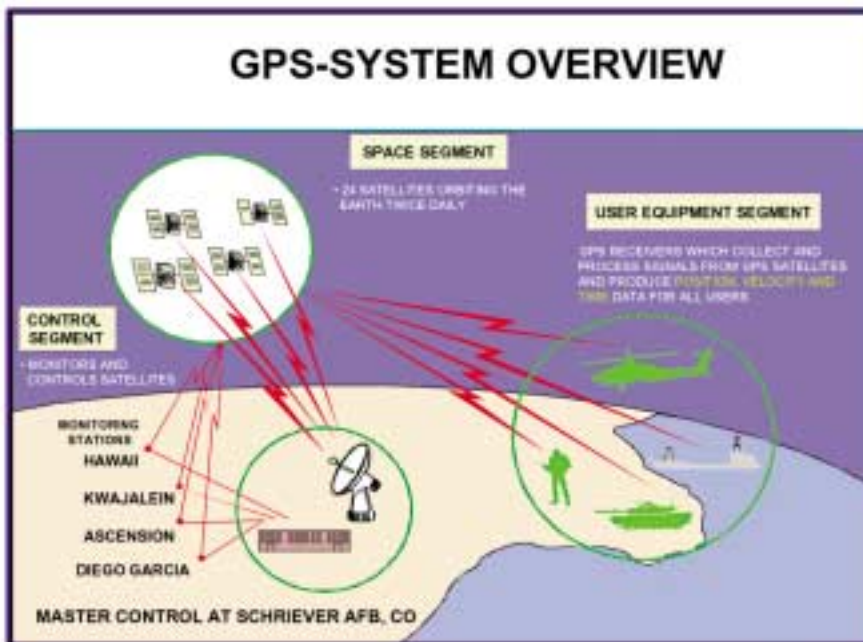 GPS-SYSTEM OVERVIEW
SPACE SEGMENT
• 24 SATELLITES ORBITING THE
EARTH TWICE DAILY
USER EQUIPMENT SEGMENT
GPS RECEIVERS WHICH COLLECT AND
PROCESS SIGNALS FROM GPS SATELLITES
AND PRODUCE POSITION, VELOCITY AND
TIME DATA FOR ALL USERS
CONTROL
SEGMENT
• MONITORS AND
CONTROLS SATELLITES
MONITORING
STATIONS
HAWAII
KWAJALEIN
ASCENSION
DIEGO GARCIA
MASTER CONTROL AT SCHRIEVER AFB, CO